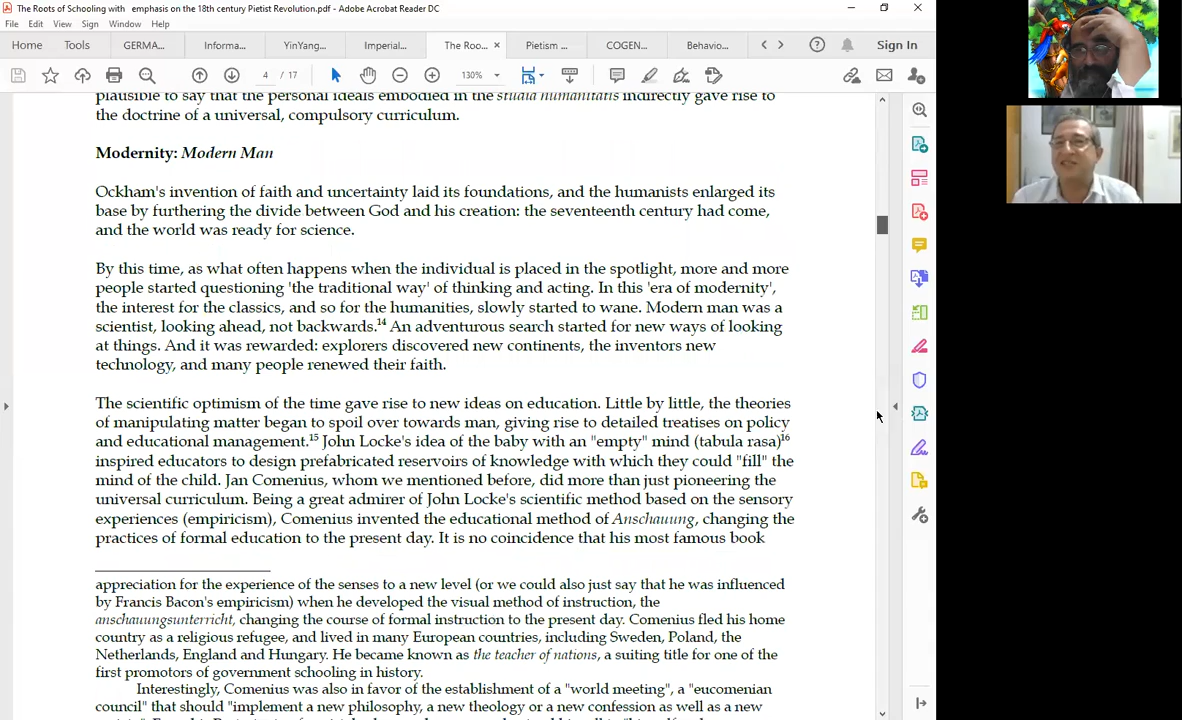 The Roots of Schooling with emphasis on the 18th century Pietist Revolution.pdf - Adobe Acrobat Reader DC
File Edit View Sign Window Help
Home Tools GERMA... Informa... YinYang... Imperial... The Roo... × Pietism ... COGEN... Behavio... Sign In
4 / 17 130%
plausible to say that the personal ideals embodied in the studia humanitatis indirectly gave rise to
the doctrine of a universal, compulsory curriculum.
Modernity: Modern Man
Ockham's invention of faith and uncertainty laid its foundations, and the humanists enlarged its
base by furthering the divide between God and his creation: the seventeenth century had come,
and the world was ready for science.
By this time, as what often happens when the individual is placed in the spotlight, more and more
people started questioning 'the traditional way' of thinking and acting. In this 'era of modernity',
the interest for the classics, and so for the humanities, slowly started to wane. Modern man was a
scientist, looking ahead, not backwards.14 An adventurous search started for new ways of looking
at things. And it was rewarded: explorers discovered new continents, the inventors new
technology, and many people renewed their faith.
The scientific optimism of the time gave rise to new ideas on education. Little by little, the theories
of manipulating matter began to spoil over towards man, giving rise to detailed treatises on policy
and educational management.15 John Locke's idea of the baby with an "empty" mind (tabula rasa)16
inspired educators to design prefabricated reservoirs of knowledge with which they could "fill" the
mind of the child. Jan Comenius, whom we mentioned before, did more than just pioneering the
universal curriculum. Being a great admirer of John Locke's scientific method based on the sensory
experiences (empiricism), Comenius invented the educational method of Anschauung, changing the
practices of formal education to the present day. It is no coincidence that his most famous book
appreciation for the experience of the senses to a new level (or we could also just say that he was influenced
by Francis Bacon's empiricism) when he developed the visual method of instruction, the
anschauungsunterricht, changing the course of formal instruction to the present day. Comenius fled his home
country as a religious refugee, and lived in many European countries, including Sweden, Poland, the
Netherlands, England and Hungary. He became known as the teacher of nations, a suiting title for one of the
first promotors of government schooling in history.
Interestingly, Comenius was also in favor of the establishment of a "world meeting", a "eucomenian
council" that should "implement a new philosophy, a new theology or a new confession as well as a new